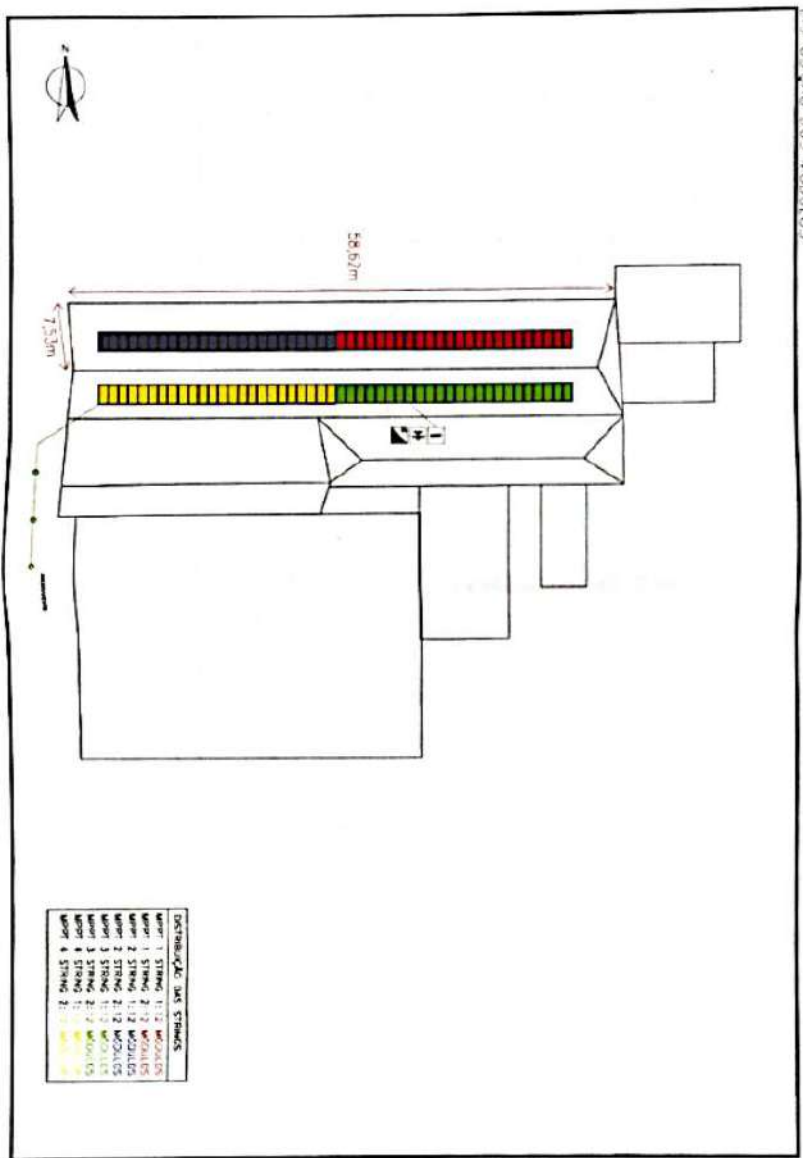 N
58,62m
7,53m
DISTRIBUIÇÃO DAS STRINGS
MPPT 1 STRING 1: 12 MÓDULOS
MPPT 1 STRING 2: 12 MÓDULOS
MPPT 2 STRING 1: 12 MÓDULOS
MPPT 2 STRING 2: 12 MÓDULOS
MPPT 3 STRING 1: 12 MÓDULOS
MPPT 3 STRING 2: 12 MÓDULOS
MPPT 4 STRING 1: 12
MPPT 4 STRING 2: 12